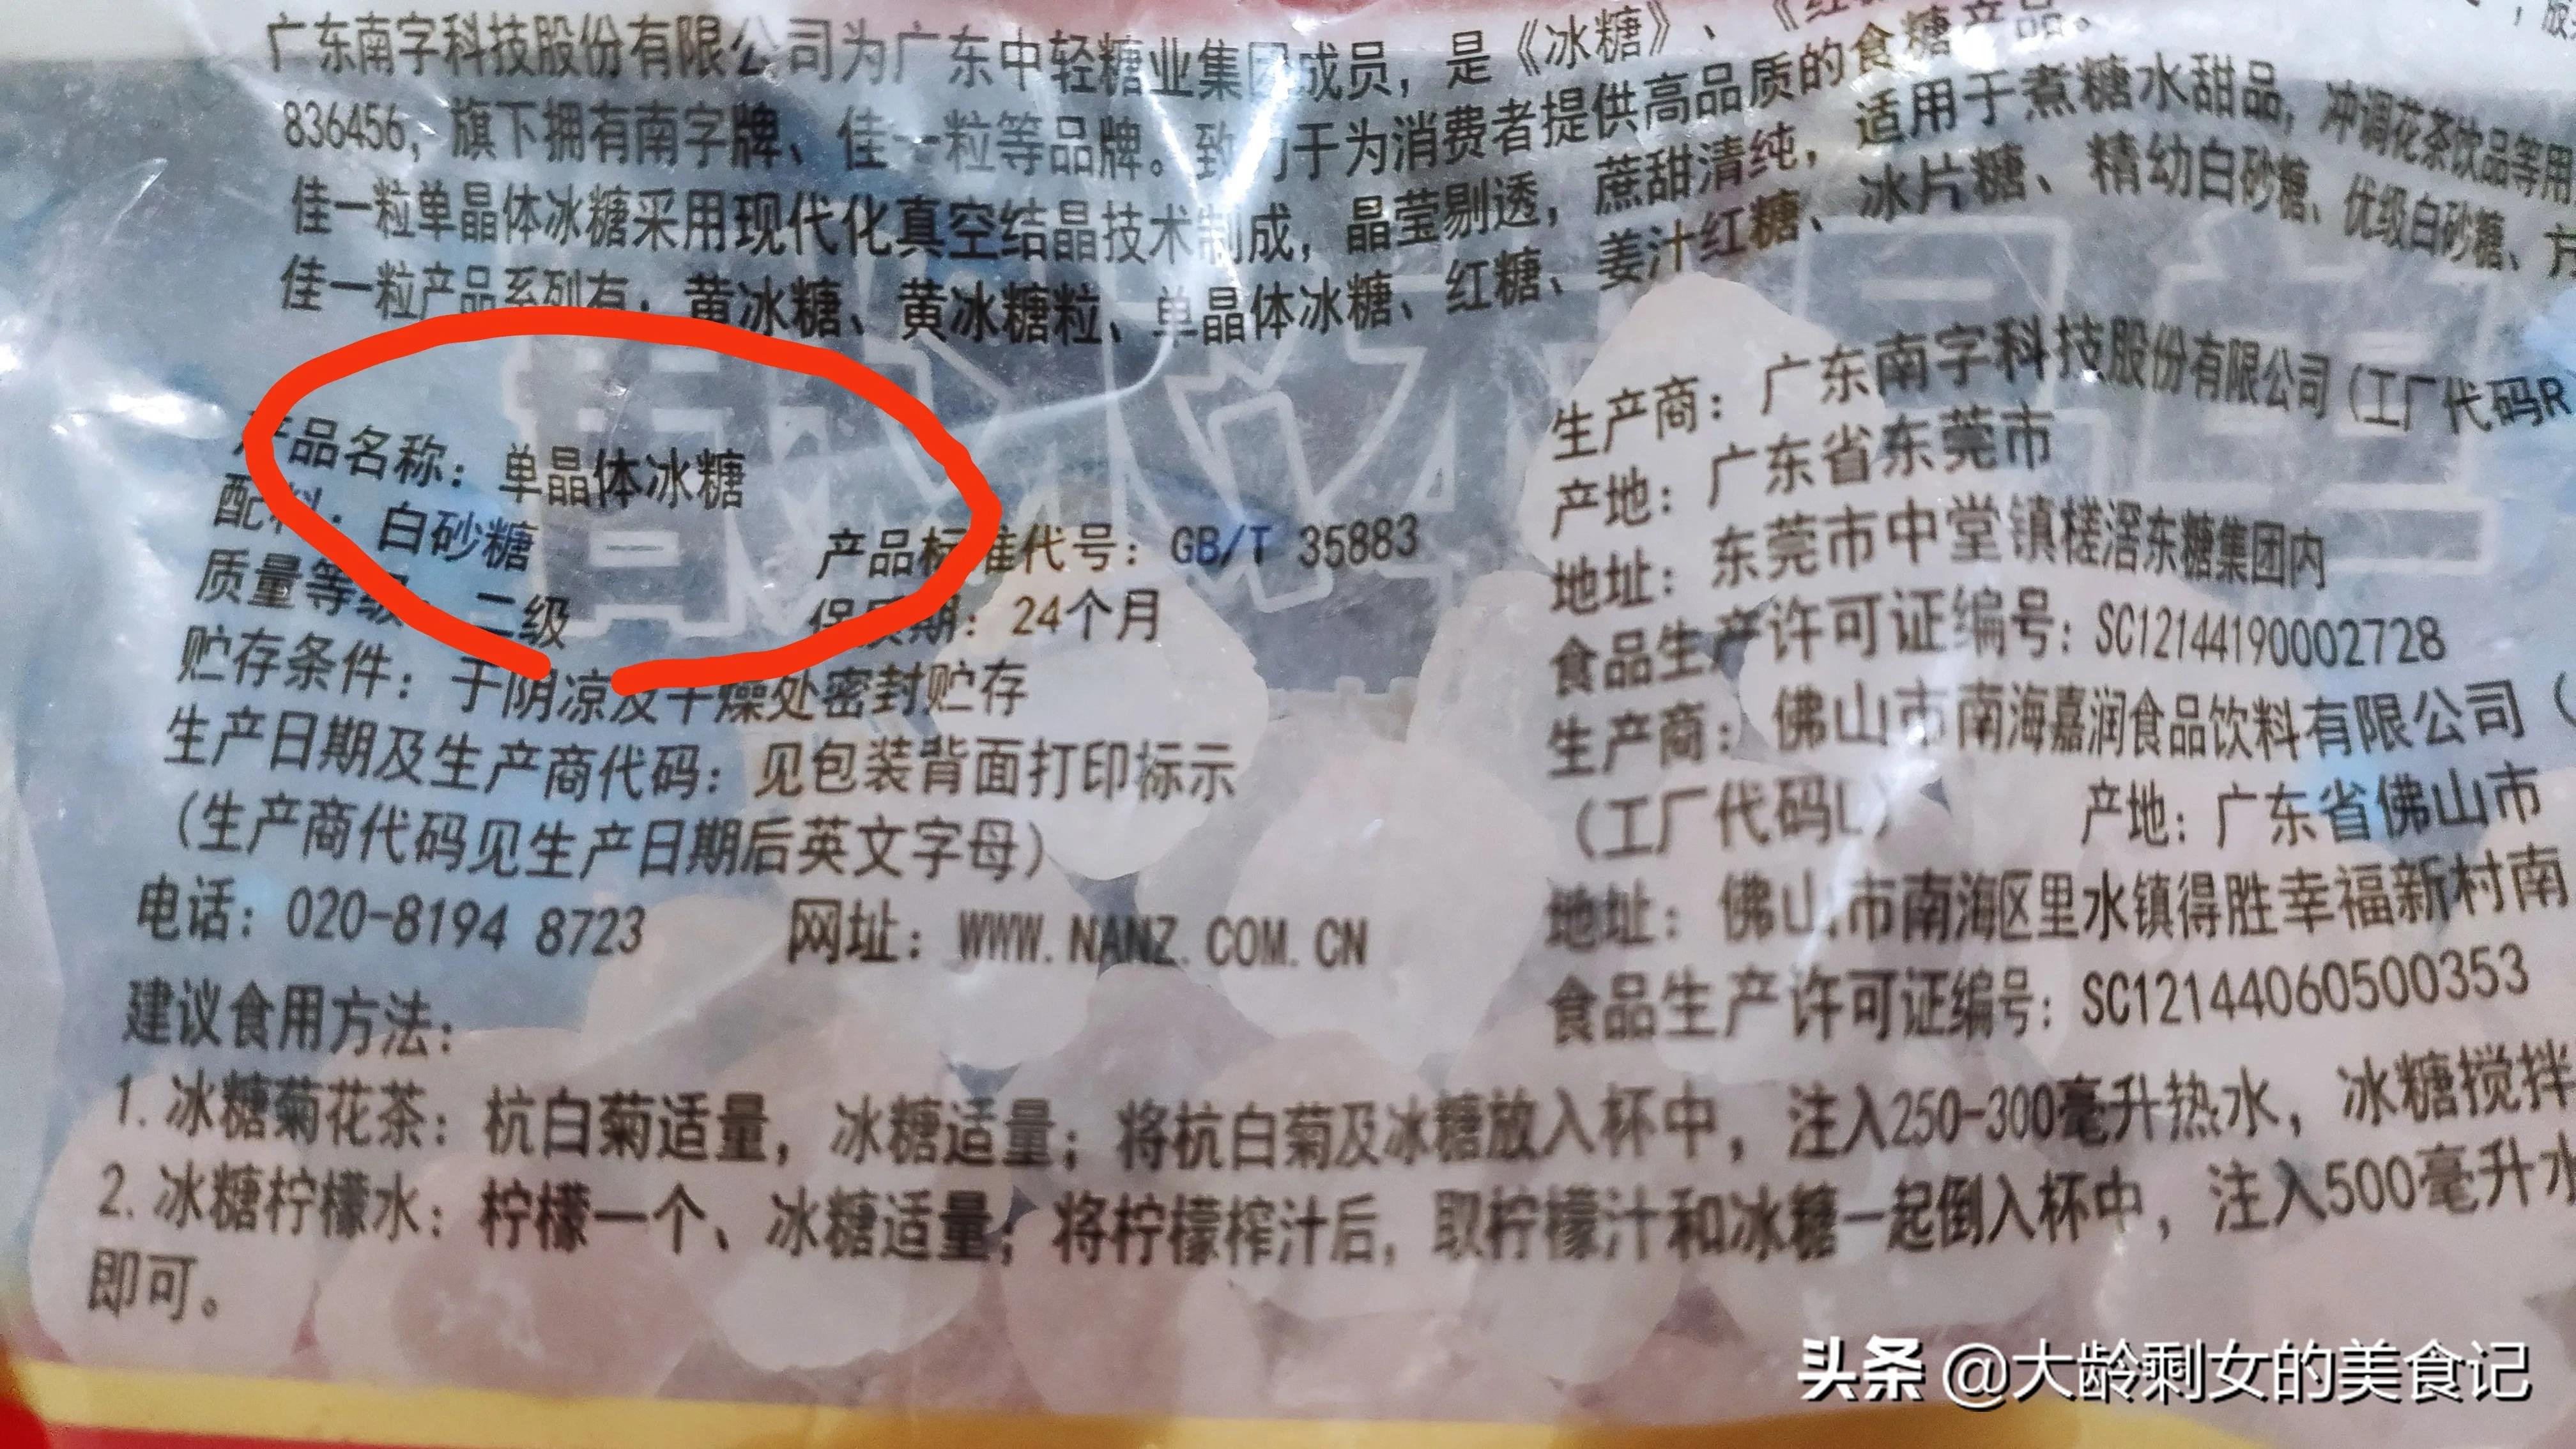 广东南字科技股份有限公司为广东中轻糖业集团成员，是《冰糖》、《红
836456，旗下拥有南字牌、佳一粒等品牌。致力于为消费者提供高品质的食糖产品。
佳一粒单晶体冰糖采用现代化真空结晶技术制成，晶莹剔透，蔗甜清纯，适用于煮糖水甜品，冲调花茶饮品等用
佳一粒产品系列有：黄冰糖、黄冰糖粒、单晶体冰糖、红糖、姜汁红糖、冰片糖、精幼白砂糖、优级白砂糖、方
产品名称：单晶体冰糖
配料：白砂糖
产品标准代号：GB/T 35883
质量等级：二级
保质期：24个月
贮存条件：于阴凉及干燥处密封贮存
生产日期及生产商代码：见包装背面打印标示
（生产商代码见生产日期后英文字母）
电话：020-8194 8723 网址：WWW.NANZ.COM.CN
生产商：广东南字科技股份有限公司（工厂代码R
产地：广东省东莞市
地址：东莞市中堂镇槎滘东糖集团内
食品生产许可证编号：SC12144190002728
生产商：佛山市南海嘉润食品饮料有限公司（
（工厂代码L） 产地：广东省佛山市
地址：佛山市南海区里水镇得胜幸福新村南
食品生产许可证编号：SC12144060500353
建议食用方法：
1.冰糖菊花茶：杭白菊适量，冰糖适量；将杭白菊及冰糖放入杯中，注入250-300毫升热水，冰糖搅拌
2.冰糖柠檬水：柠檬一个、冰糖适量；将柠檬榨汁后，取柠檬汁和冰糖一起倒入杯中，注入500毫升水
即可。
头条 @大龄剩女的美食记